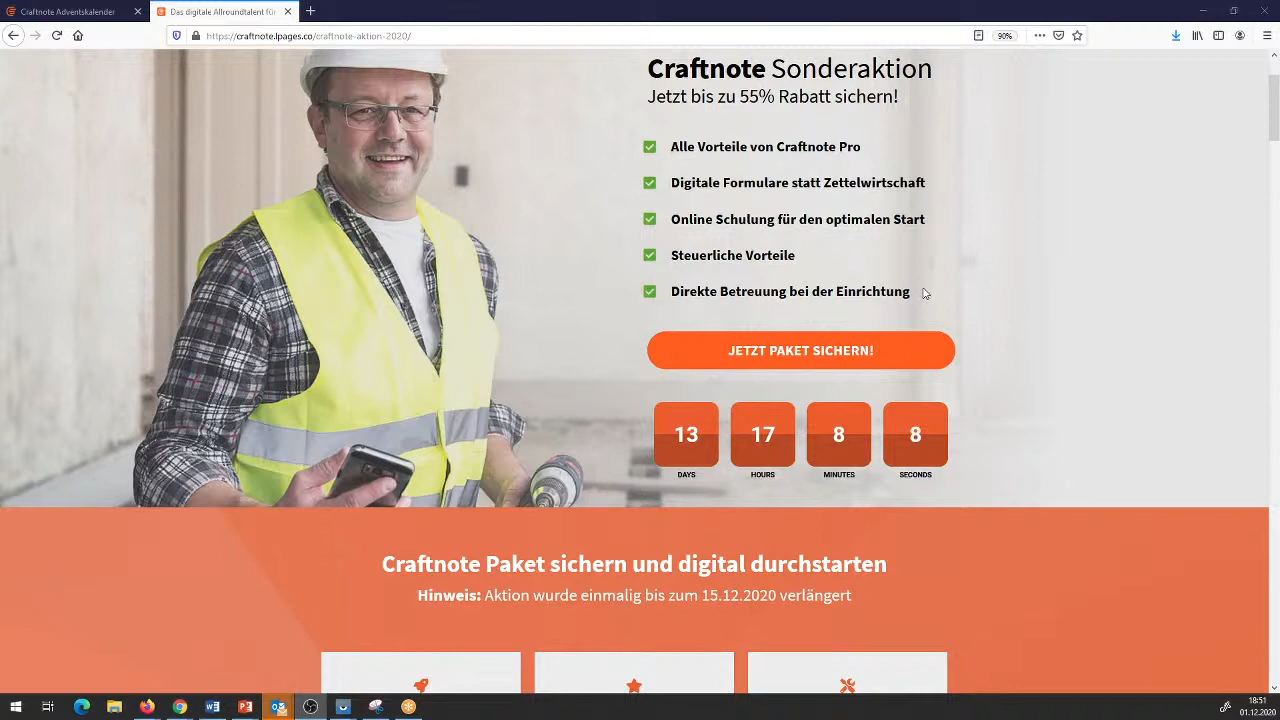 Craftnote Adventskalender
Das digitale Allroundtalent für
https://craftnote.lpages.co/craftnote-aktion-2020/
90%
Craftnote Sonderaktion
Jetzt bis zu 55% Rabatt sichern!
Alle Vorteile von Craftnote Pro
Digitale Formulare statt Zettelwirtschaft
Online Schulung für den optimalen Start
Steuerliche Vorteile
Direkte Betreuung bei der Einrichtung
JETZT PAKET SICHERN!
13 17 8 8
DAYS HOURS MINUTES SECONDS
Craftnote Paket sichern und digital durchstarten
Hinweis: Aktion wurde einmalig bis zum 15.12.2020 verlängert
18:51
01.12.2020